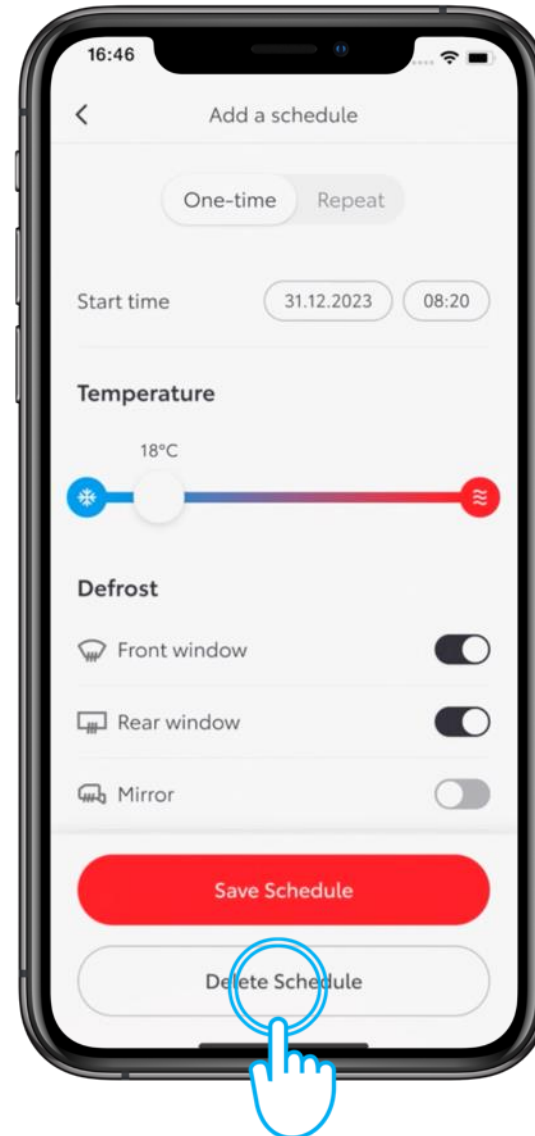 16:46
Add a schedule
One-time Repeat
Start time 31.12.2023 08:20
Temperature
18°C
Defrost
Front window
Rear window
Mirror
Save Schedule
Delete Schedule